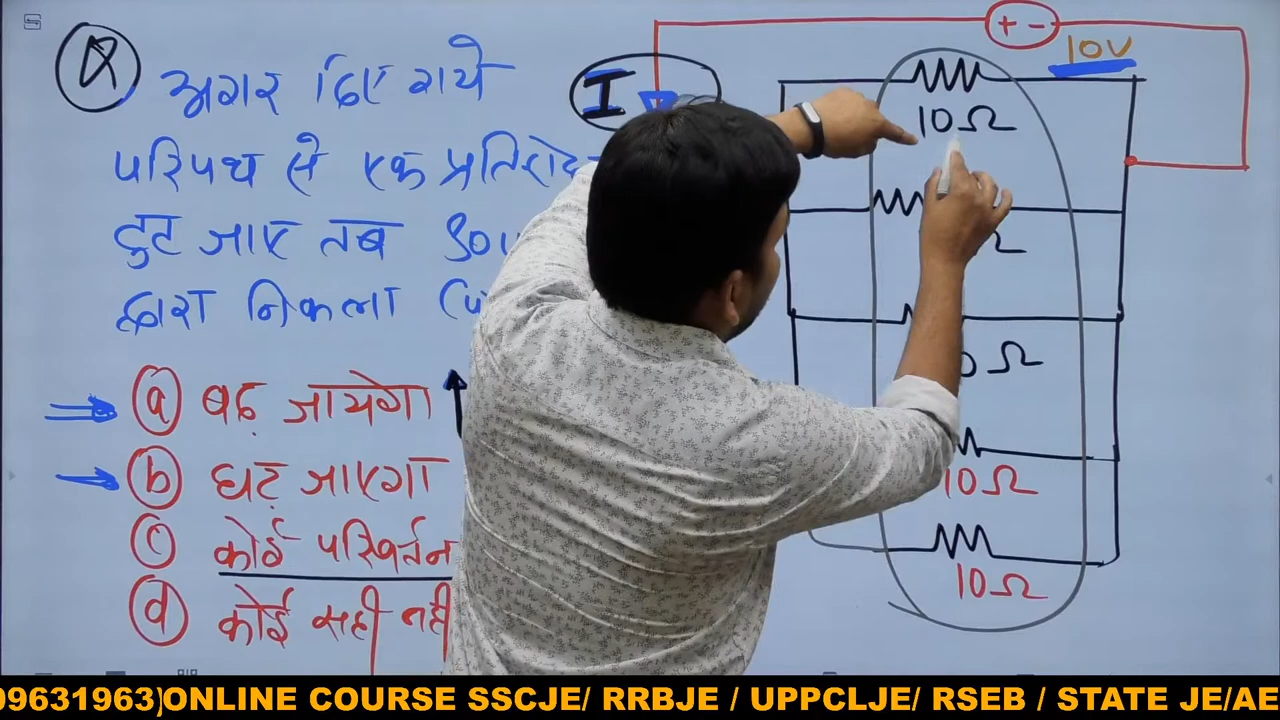 Q
अगर दिए गये
परिपथ से एक प्रतिरोध
टुट जाए तब
द्वारा निकला
(a) बढ़ जायेगा
(b) घट जाएगा
(c) कोई परिवर्तन
(d) कोई सही नही
I
+ -
10V
10Ω
Ω
0Ω
10Ω
10Ω
09631963)ONLINE COURSE SSCJE/ RRBJE / UPPCLJE/ RSEB / STATE JE/AE